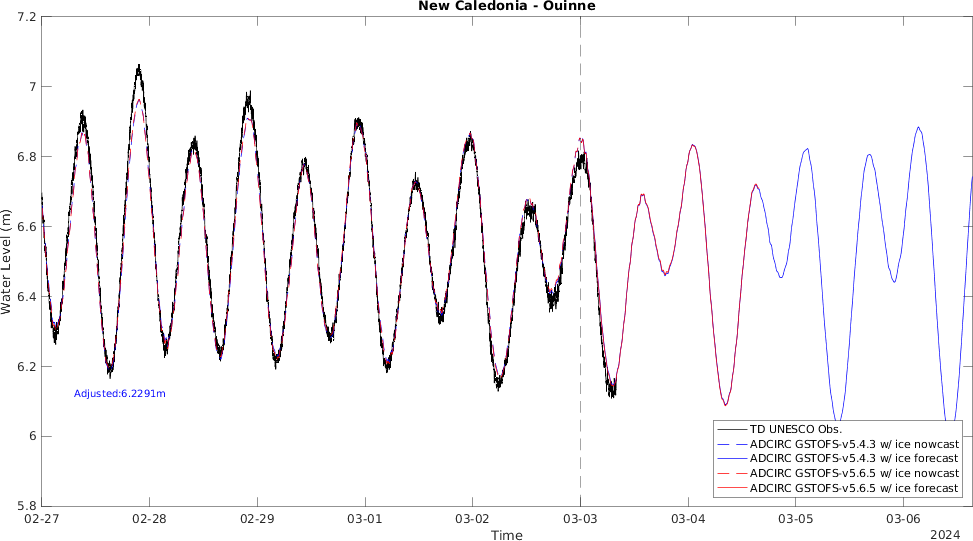 New Caledonia - Ouinne
7.2
7
6.8
6.6
6.4
6.2
6
5.8
Water Level (m)
Adjusted:6.2291m
TD UNESCO Obs.
ADCIRC GSTOFS-v5.4.3 w/ ice nowcast
ADCIRC GSTOFS-v5.4.3 w/ ice forecast
ADCIRC GSTOFS-v5.6.5 w/ ice nowcast
ADCIRC GSTOFS-v5.6.5 w/ ice forecast
02-27 02-28 02-29 03-01 03-02 03-03 03-04 03-05 03-06
Time
2024